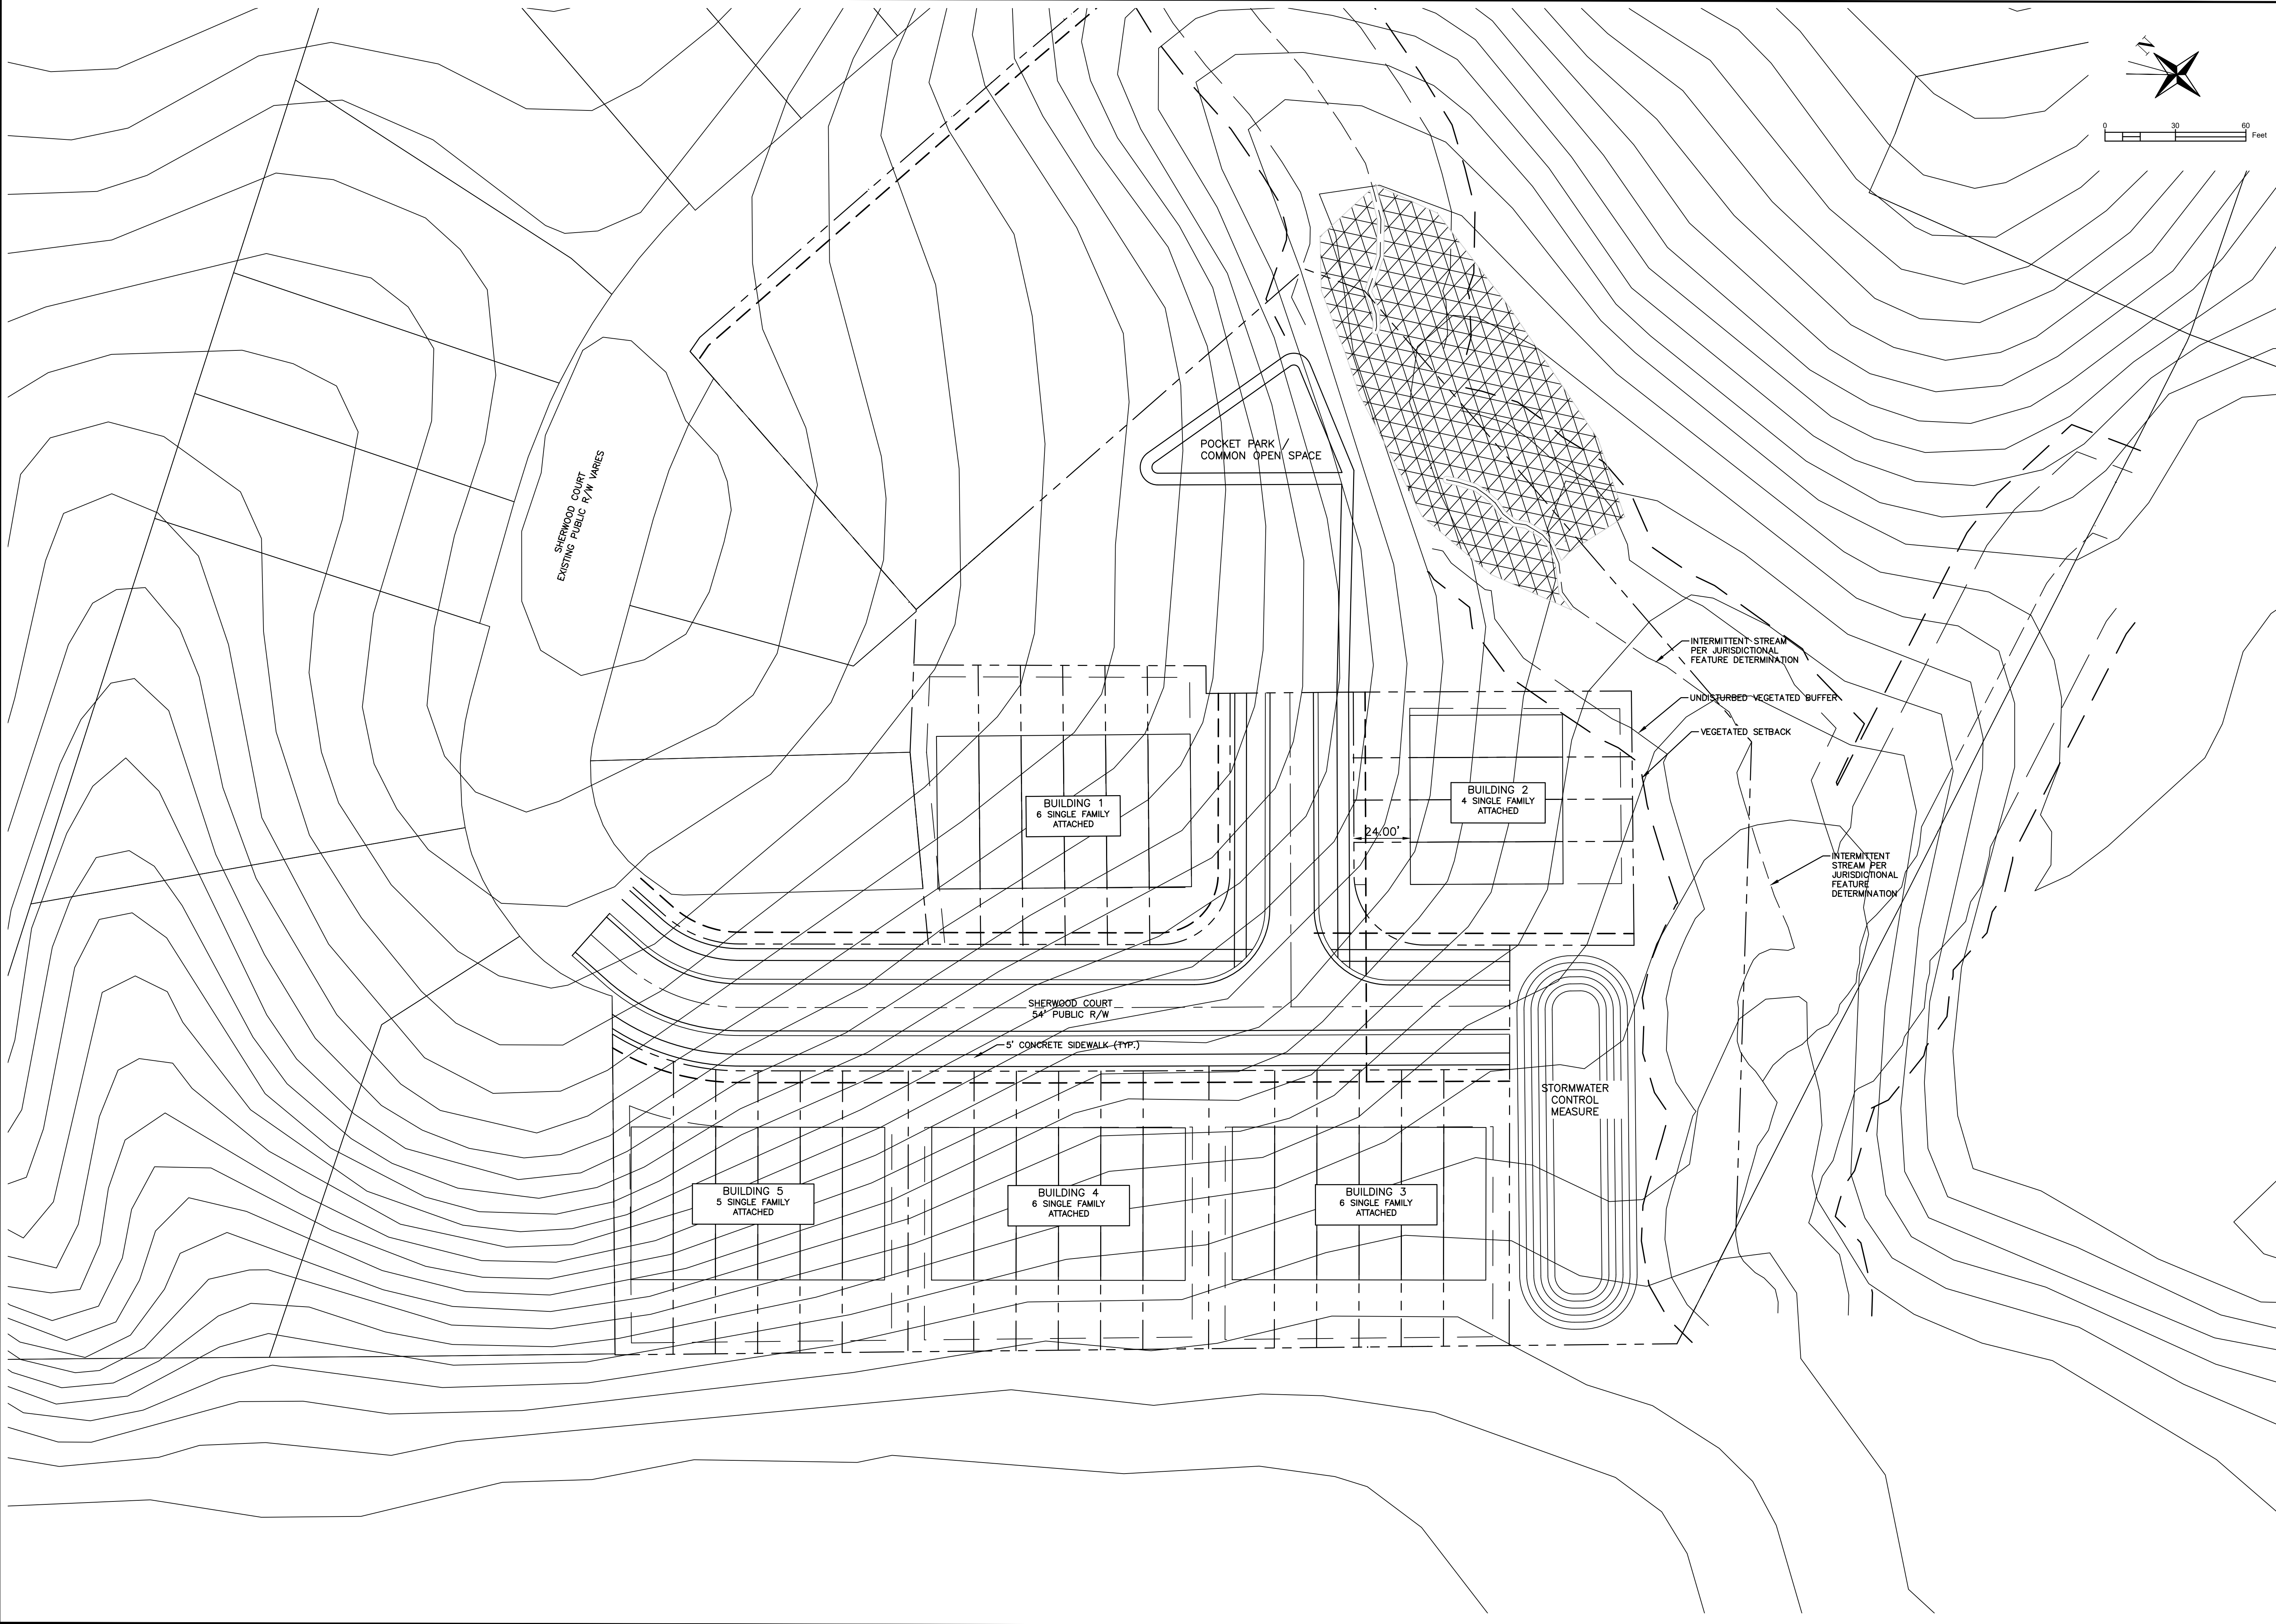 N
0 30 60
Feet
POCKET PARK /
COMMON OPEN SPACE
SHERWOOD COURT
EXISTING PUBLIC R/W VARIES
INTERMITTENT STREAM
PER JURISDICTIONAL
FEATURE DETERMINATION
UNDISTURBED VEGETATED BUFFER
VEGETATED SETBACK
BUILDING 1
6 SINGLE FAMILY
ATTACHED
BUILDING 2
4 SINGLE FAMILY
ATTACHED
24.00'
INTERMITTENT
STREAM PER
JURISDICTIONAL
FEATURE
DETERMINATION
SHERWOOD COURT
54' PUBLIC R/W
5' CONCRETE SIDEWALK (TYP.)
STORMWATER
CONTROL
MEASURE
BUILDING 5
5 SINGLE FAMILY
ATTACHED
BUILDING 4
6 SINGLE FAMILY
ATTACHED
BUILDING 3
6 SINGLE FAMILY
ATTACHED